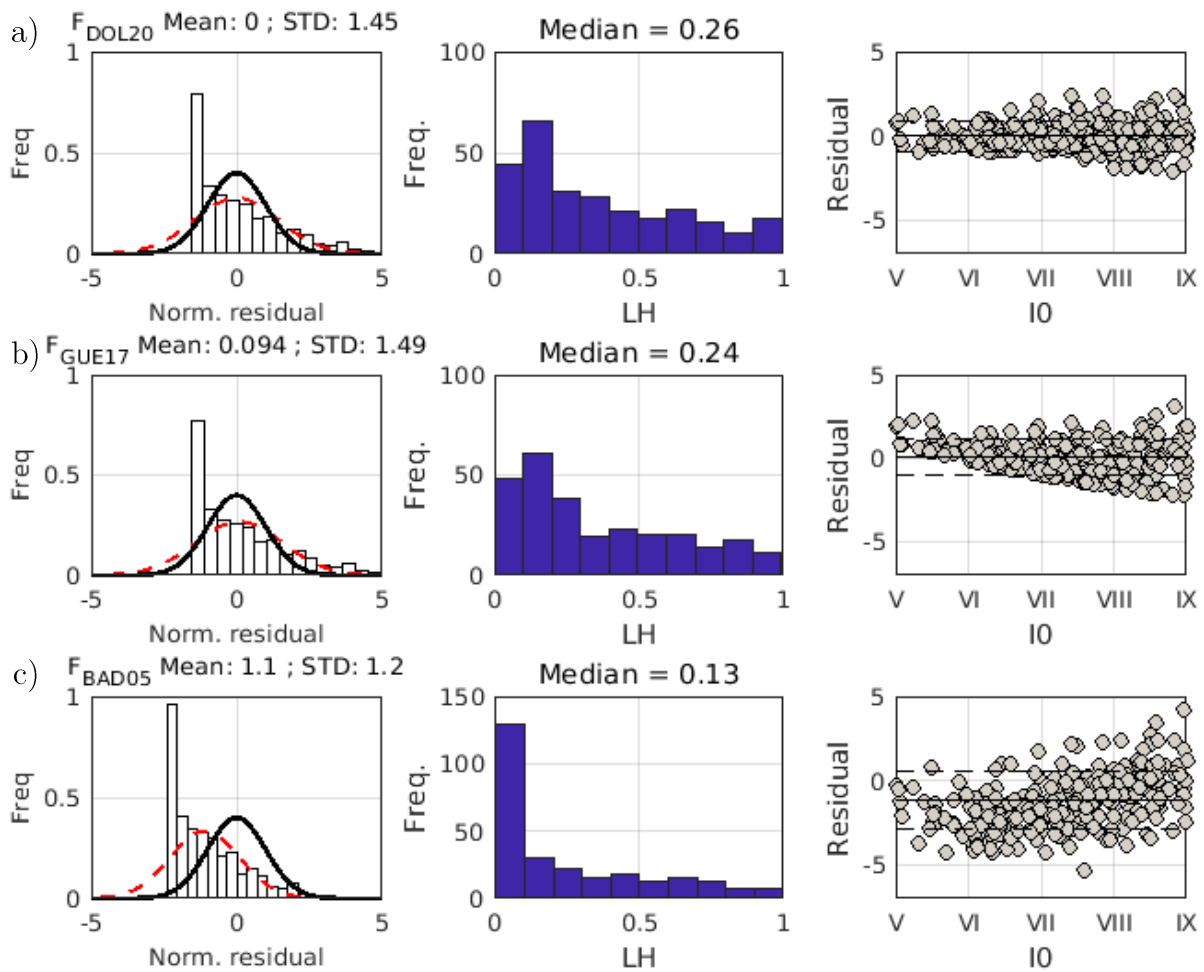 a)
F_DOL20 Mean: 0 ; STD: 1.45
Freq
1
0.5
0
-5 0 5
Norm. residual
Median = 0.26
Freq.
100
50
0
0 0.5 1
LH
Residual
5
0
-5
V VI VII VIII IX
I0
b)
F_GUE17 Mean: 0.094 ; STD: 1.49
Freq
1
0.5
0
-5 0 5
Norm. residual
Median = 0.24
Freq.
100
50
0
0 0.5 1
LH
Residual
5
0
-5
V VI VII VIII IX
I0
c)
F_BAD05 Mean: 1.1 ; STD: 1.2
Freq
1
0.5
0
-5 0 5
Norm. residual
Median = 0.13
Freq.
150
100
50
0
0 0.5 1
LH
Residual
5
0
-5
V VI VII VIII IX
I0